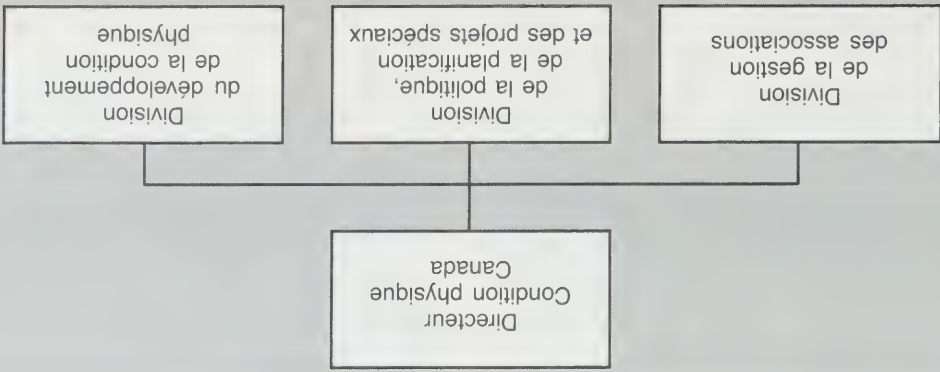 Directeur
Condition physique
Canada
Division
de la gestion
des associations
Division
de la politique,
de la planification
et des projets spéciaux
Division
du développement
de la condition
physique